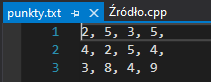 punkty.txt Źródło.cpp
1 2, 5, 3, 5,
2 4, 2, 5, 4,
3 3, 8, 4, 9